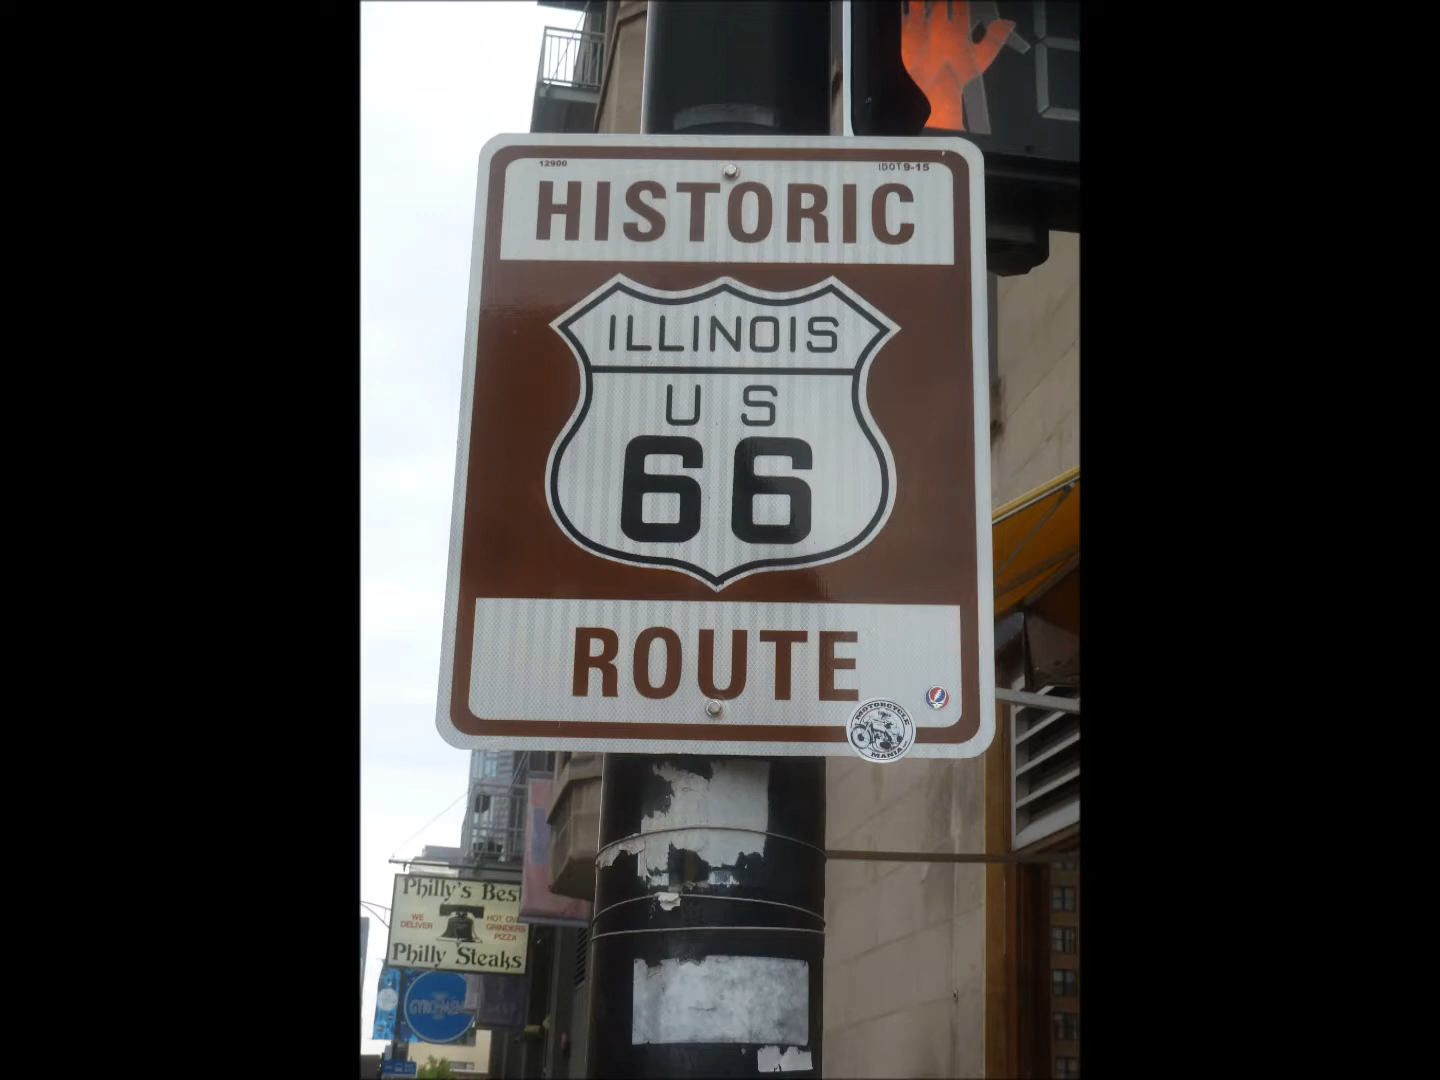 12900
IDOT 9-15
HISTORIC
ILLINOIS
U S
66
ROUTE
MOTORCYCLE
MANIA
Philly's Best
WE
DELIVER
HOT OV
GRINDERS
PIZZA
Philly Steaks